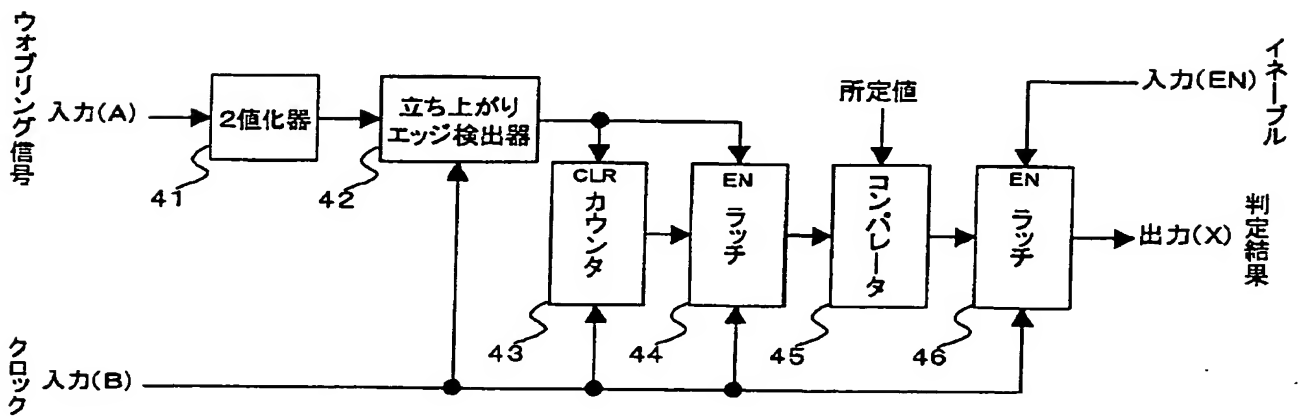 ウォブリング信号
入力(A)
2値化器
41
立ち上がり
エッジ検出器
42
所定値
入力(EN)
イネーブル
CLR
カウンタ
43
EN
ラッチ
44
コンパレータ
45
EN
ラッチ
46
出力(X)
判定結果
クロック
入力(B)